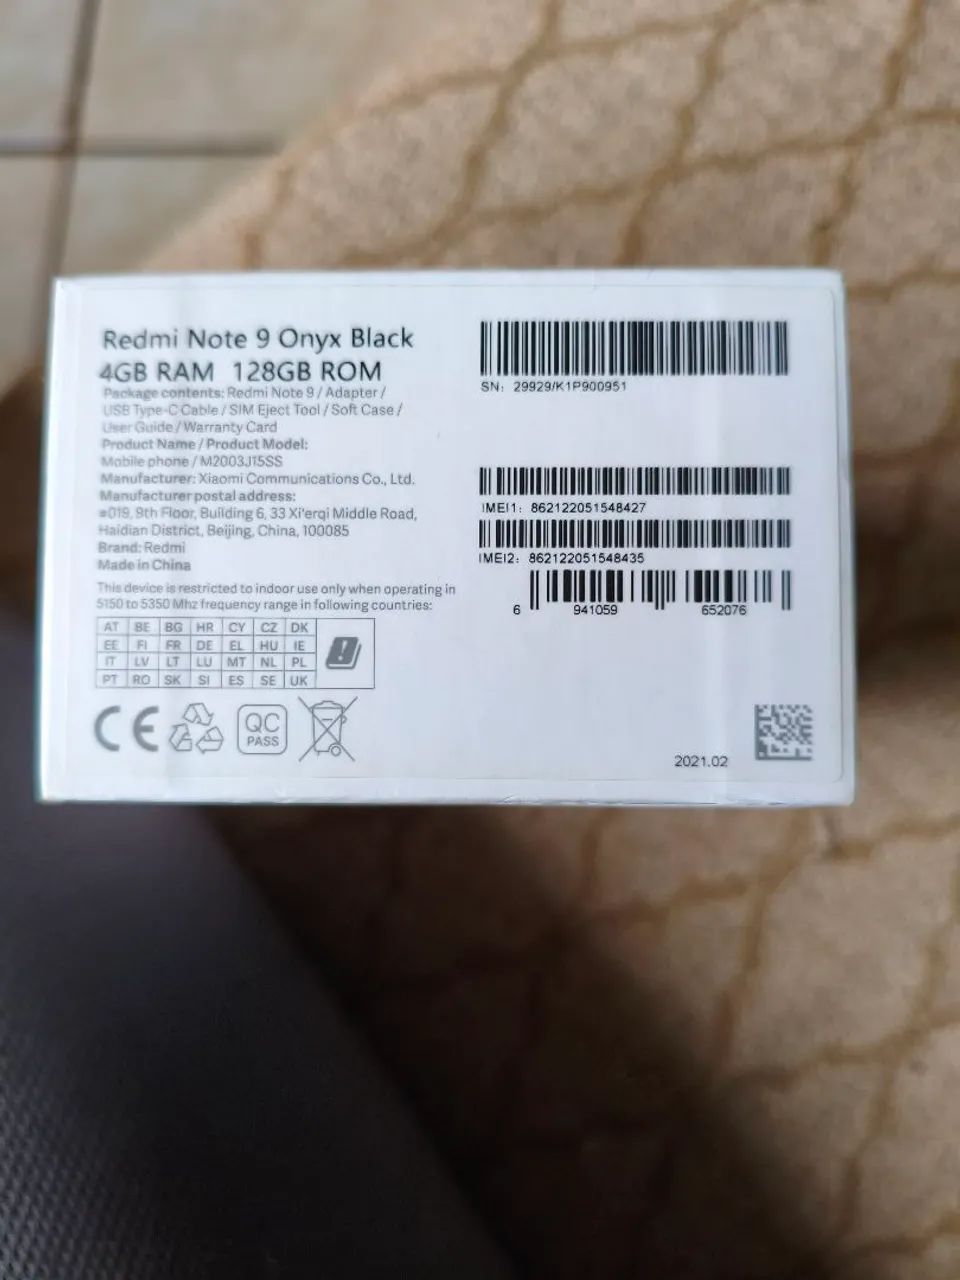 Redmi Note 9 Onyx Black
4GB RAM 128GB ROM
Package contents: Redmi Note 9 / Adapter /
USB Type-C Cable / SIM Eject Tool / Soft Case /
User Guide / Warranty Card
Product Name / Product Model:
Mobile phone / M2003J15SS
Manufacturer: Xiaomi Communications Co., Ltd.
Manufacturer postal address:
#019, 9th Floor, Building 6, 33 Xi'erqi Middle Road,
Haidian District, Beijing, China, 100085
Brand: Redmi
Made in China
This device is restricted to indoor use only when operating in
5150 to 5350 Mhz frequency range in following countries:
AT BE BG HR CY CZ DK
EE FI FR DE EL HU IE
IT LV LT LU MT NL PL
PT RO SK SI ES SE UK
CE
QC
PASS
SN: 29929/K1P900951
IMEI1: 862122051548427
IMEI2: 862122051548435
6 941059 652076
2021.02